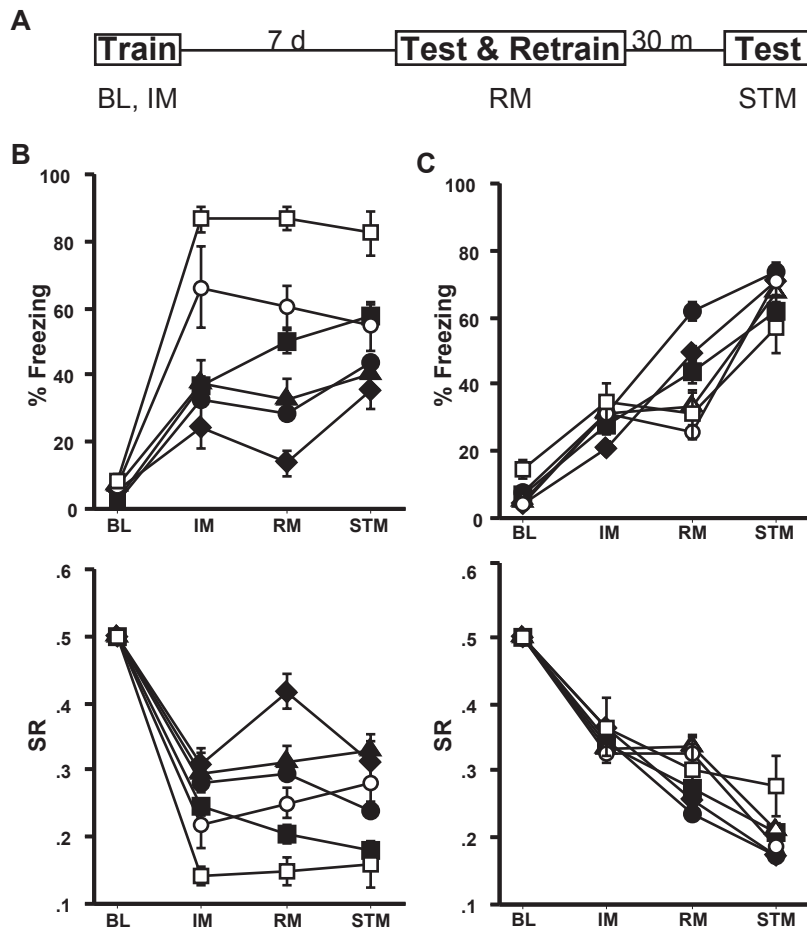 A
Train 7 d Test & Retrain 30 m Test
BL, IM RM STM
B
% Freezing
100
80
60
40
20
0
BL IM RM STM
C
% Freezing
100
80
60
40
20
0
BL IM RM STM
SR
.6
.5
.4
.3
.2
.1
BL IM RM STM
SR
.6
.5
.4
.3
.2
.1
BL IM RM STM